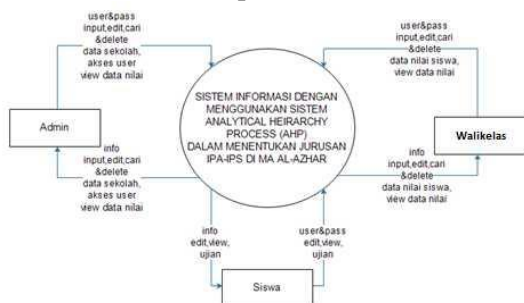 user&pass
input,edit,cari
&delete
data sekolah,
akses user
view data nilai
user&pass
input,edit,cari
&delete
data nilai siswa,
view data nilai
SISTEM INFORMASI DENGAN
MENGGUNAKAN SISTEM
ANALYTICAL HEIRARCHY
PROCESS (AHP)
DALAM MENENTUKAN JURUSAN
IPA-IPS DI MA AL-AZHAR
Admin
Walikelas
info
input,edit,cari
&delete
data sekolah,
akses user
view data nilai
info
input,edit,cari
&delete
data nilai siswa,
view data nilai
info
edit,view,
ujian
user&pass
edit,view,
ujian
Siswa